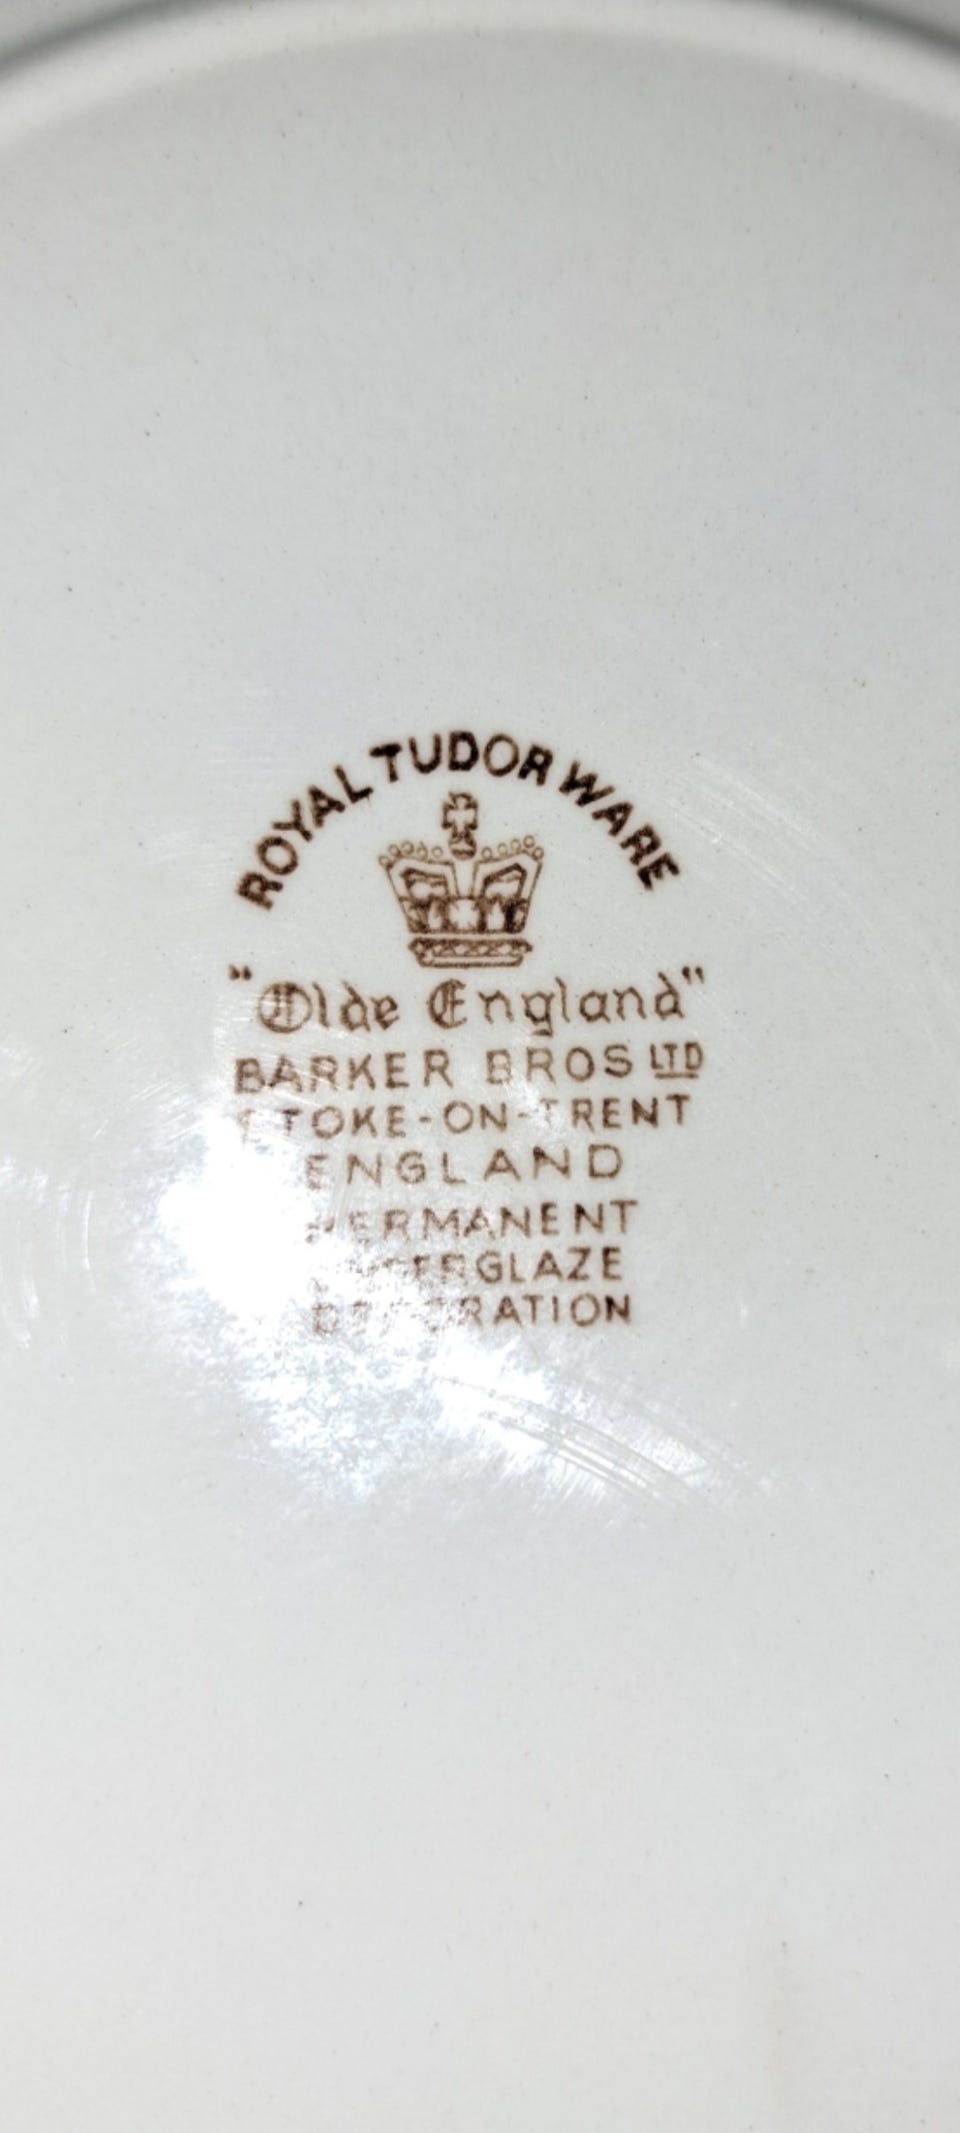 ROYAL TUDOR WARE
"Olde England"
BARKER BROS LTD
STOKE-ON-TRENT
ENGLAND
PERMANENT
UNDERGLAZE
DECORATION